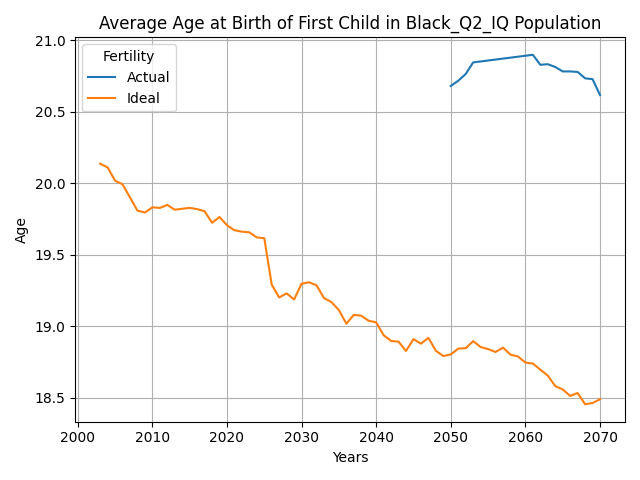 Average Age at Birth of First Child in Black_Q2_IQ Population
Fertility
Actual
Ideal
21.0
20.5
20.0
19.5
19.0
18.5
Age
2000 2010 2020 2030 2040 2050 2060 2070
Years